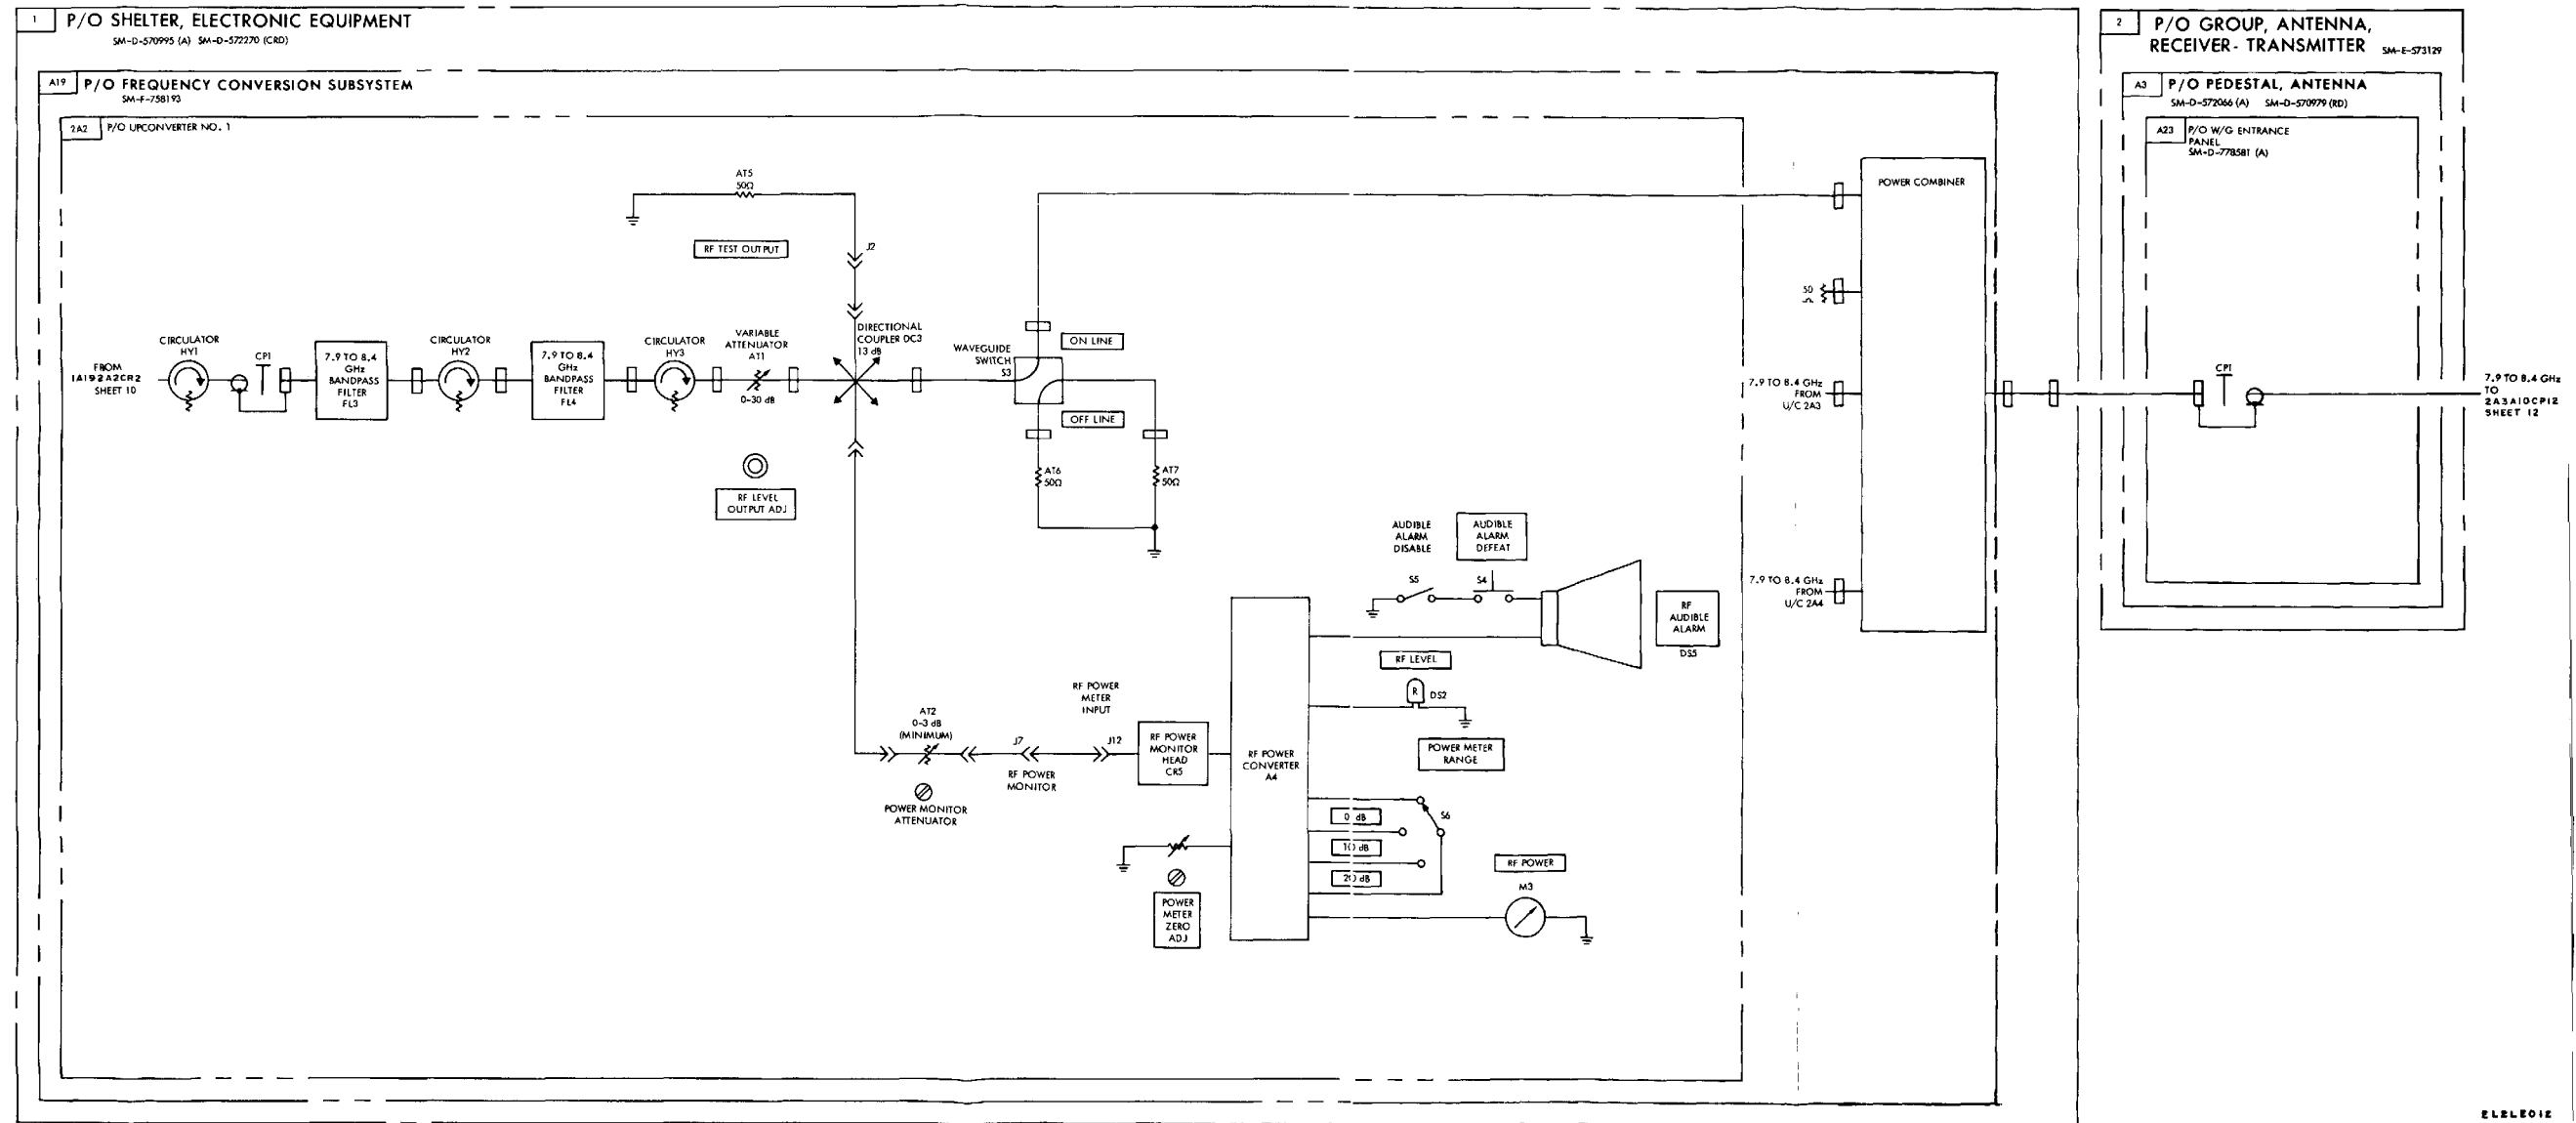 1
P/O SHELTER, ELECTRONIC EQUIPMENT
SM-D-570995 (A) SM-D-572270 (CRD)
A19
P/O FREQUENCY CONVERSION SUBSYSTEM
SM-F-758193
2A2
P/O UPCONVERTER NO. 1
AT5
50Ω
RF TEST OUTPUT
J2
FROM
1A192A2CR2
SHEET 10
CIRCULATOR
HY1
CP1
7.9 TO 8.4
GHz
BANDPASS
FILTER
FL3
CIRCULATOR
HY2
7.9 TO 8.4
GHz
BANDPASS
FILTER
FL4
CIRCULATOR
HY3
VARIABLE
ATTENUATOR
AT1
0-30 dB
RF LEVEL
OUTPUT ADJ
DIRECTIONAL
COUPLER DC3
13 dB
WAVEGUIDE
SWITCH
S3
ON LINE
OFF LINE
AT6
50Ω
AT7
50Ω
AT2
0-3 dB
(MINIMUM)
POWER MONITOR
ATTENUATOR
J7
RF POWER
MONITOR
RF POWER
METER
INPUT
J12
RF POWER
MONITOR
HEAD
CR5
POWER
METER
ZERO
ADJ
RF POWER
CONVERTER
A4
AUDIBLE
ALARM
DISABLE
S5
AUDIBLE
ALARM
DEFEAT
S4
RF
AUDIBLE
ALARM
DS5
RF LEVEL
R
DS2
POWER METER
RANGE
0 dB
10 dB
20 dB
S6
RF POWER
M3
POWER COMBINER
50
Ω
7.9 TO 8.4 GHz
FROM
U/C 2A3
7.9 TO 8.4 GHz
FROM
U/C 2A4
2
P/O GROUP, ANTENNA,
RECEIVER- TRANSMITTER SM-E-573129
A3
P/O PEDESTAL, ANTENNA
SM-D-572066 (A) SM-D-570979 (RD)
A23
P/O W/G ENTRANCE
PANEL
SM-D-778581 (A)
CP1
7.9 TO 8.4 GHz
TO
2A3A10CP12
SHEET 12
ELELE012